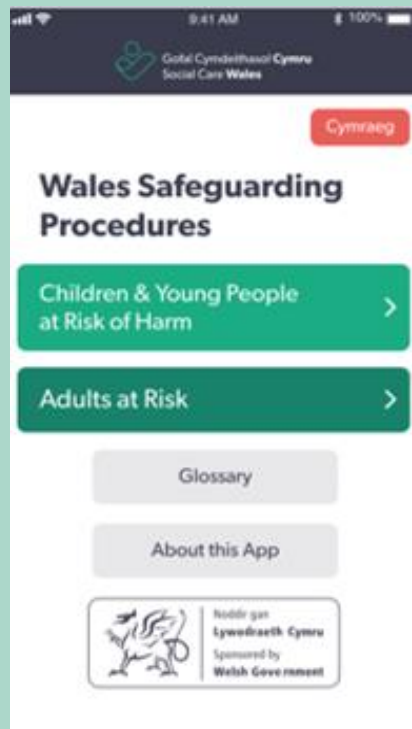 9:41 AM
100%
Gofal Cymdeithasol Cymru
Social Care Wales
Cymraeg
Wales Safeguarding
Procedures
Children & Young People
at Risk of Harm
Adults at Risk
Glossary
About this App
Noddir gan
Lywodraeth Cymru
Sponsored by
Welsh Government